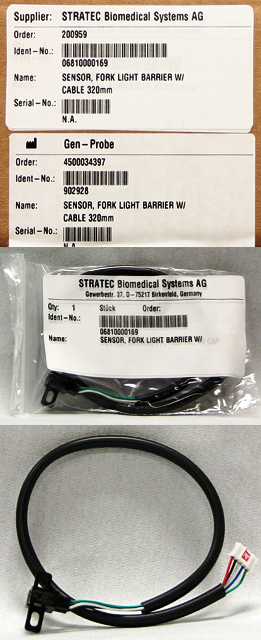 Supplier: STRATEC Biomedical Systems AG
Order: 200959
Ident-No.:
06810000169
Name: SENSOR, FORK LIGHT BARRIER W/
CABLE 320mm
Serial-No.:
N.A.
Gen-Probe
Order: 4500034397
Ident-No.:
902928
Name: SENSOR, FORK LIGHT BARRIER W/
CABLE 320mm
Serial-No.:
N.A.
STRATEC Biomedical Systems AG
Gewerbestr. 37, D-75217 Birkenfeld, Germany
Qty: 1 Stück Order:
Ident-No.:
06810000169
Name: SENSOR, FORK LIGHT BARRIER W/